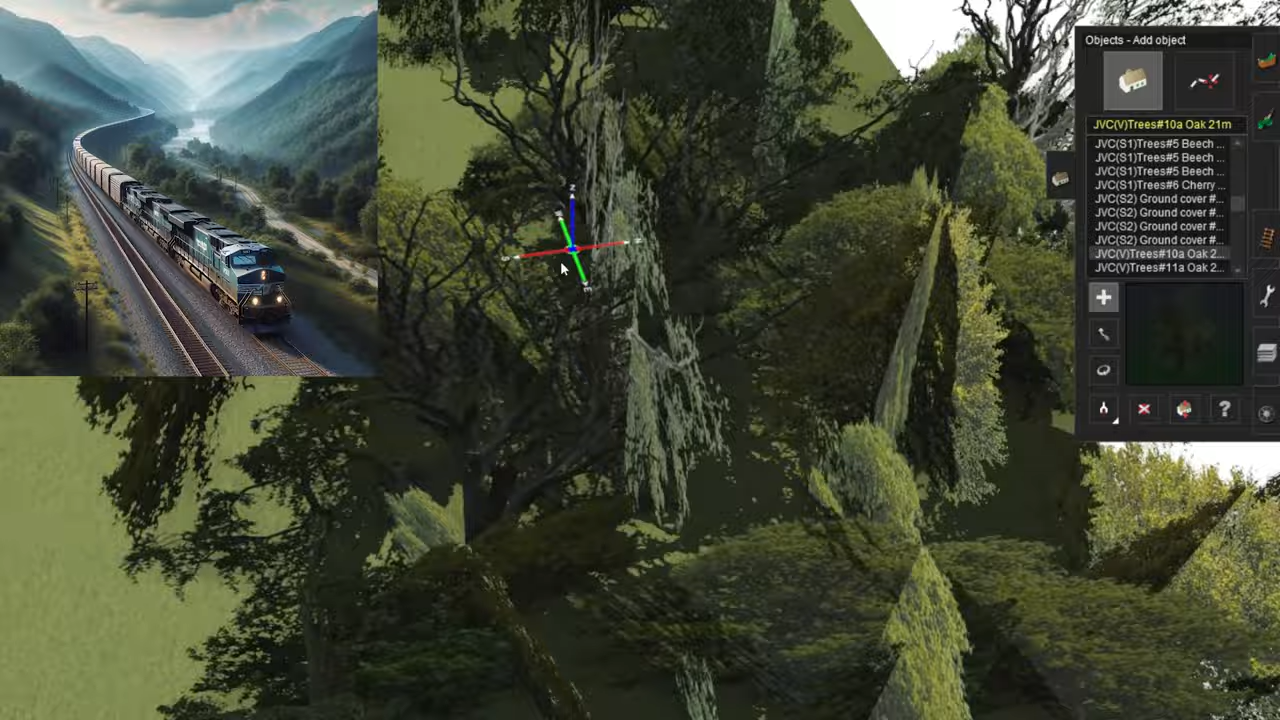 Objects - Add object
JVC(V)Trees#10a Oak 21m
JVC(S1)Trees#5 Beech ...
JVC(S1)Trees#5 Beech ...
JVC(S1)Trees#5 Beech ...
JVC(S1)Trees#6 Cherry ...
JVC(S2) Ground cover #...
JVC(S2) Ground cover #...
JVC(S2) Ground cover #...
JVC(S2) Ground cover #...
JVC(V)Trees#10a Oak 2...
JVC(V)Trees#11a Oak 2...
?